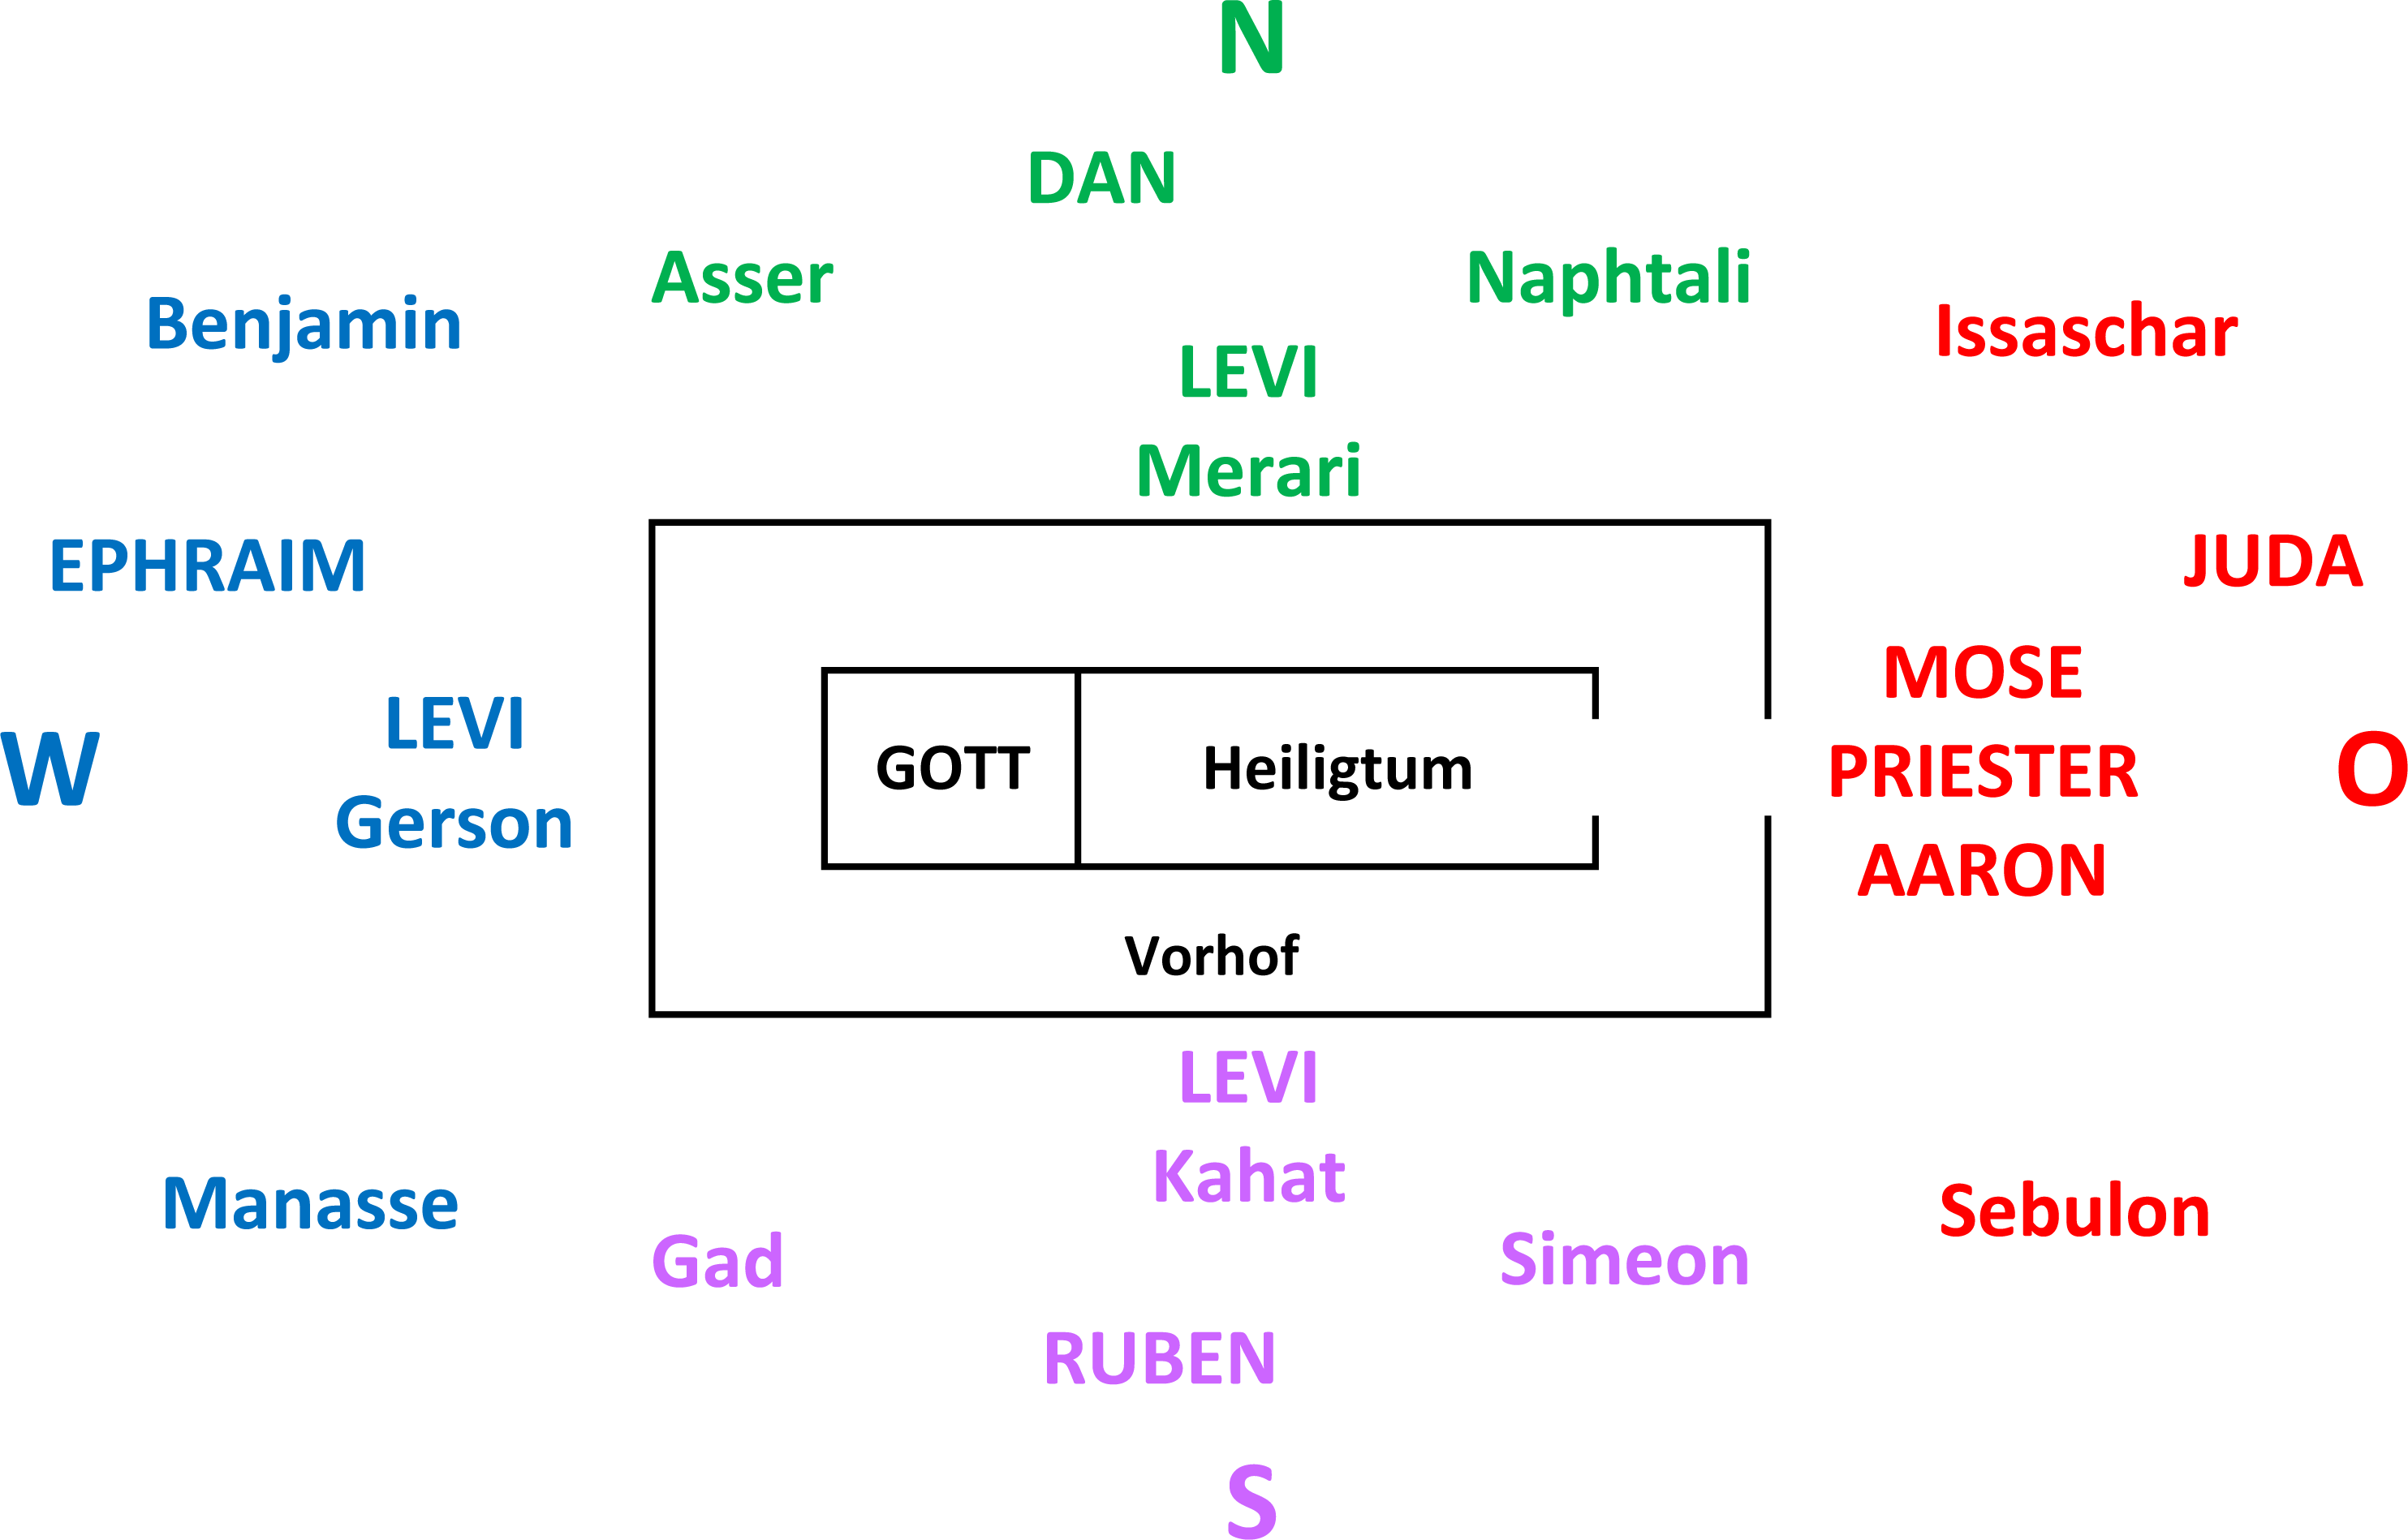 N
DAN
Asser
Naphtali
Benjamin
Issaschar
LEVI
Merari
EPHRAIM
JUDA
MOSE
LEVI
W
GOTT
Heiligtum
PRIESTER
O
Gerson
AARON
Vorhof
LEVI
Kahat
Manasse
Sebulon
Gad
Simeon
RUBEN
S